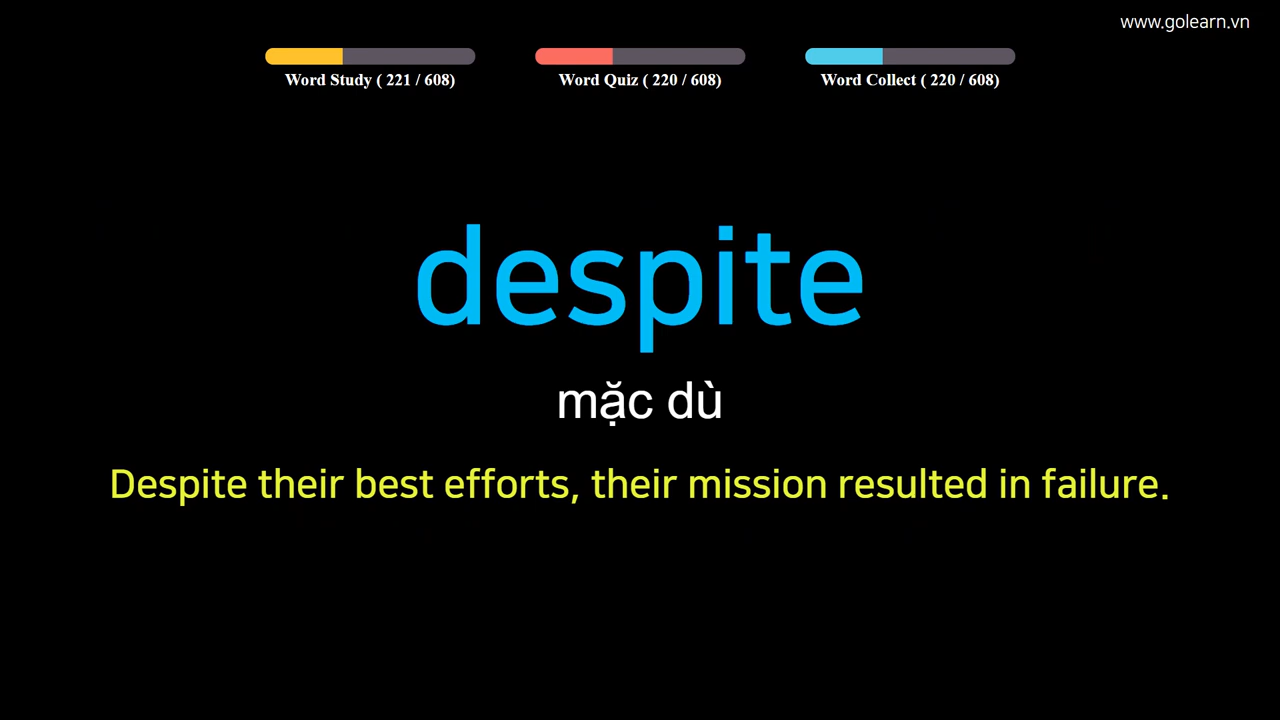 www.golearn.vn
Word Study ( 221 / 608)
Word Quiz ( 220 / 608)
Word Collect ( 220 / 608)
despite
mặc dù
Despite their best efforts, their mission resulted in failure.